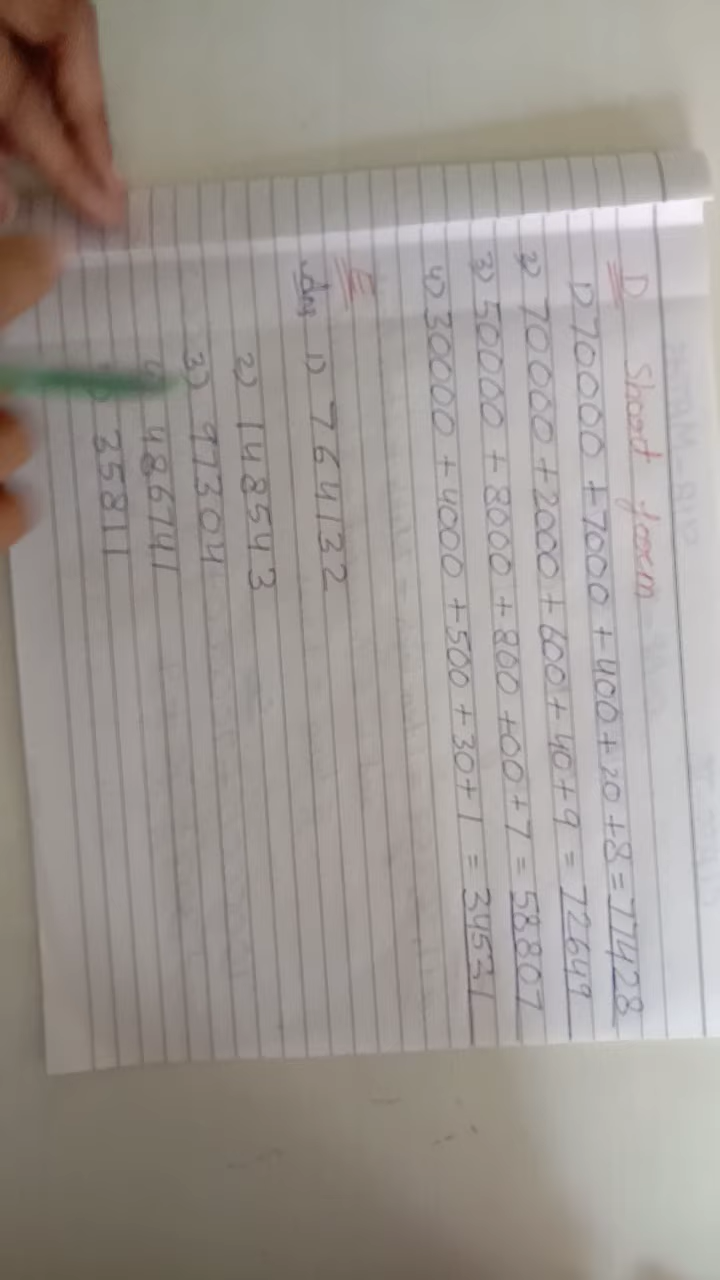 D Short form
1) 70000 + 7000 + 400 + 20 + 8 = 77428
2) 70000 + 2000 + 600 + 40 + 9 = 72649
3) 50000 + 8000 + 800 + 00 + 7 = 58807
4) 30000 + 4000 + 500 + 30 + 1 = 34531
E
Ans 1) 764132
2) 148543
3) 97304
486741
35811